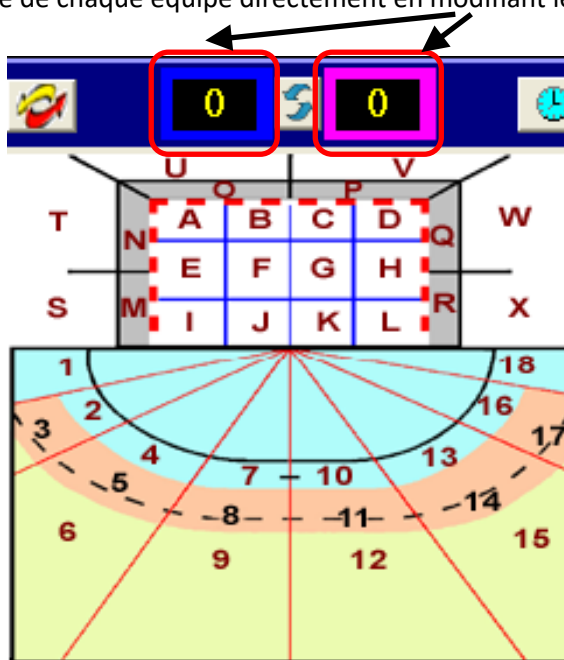 de chaque équipe directement en modifiant le
0 0
U V
O P
T A B C D W
N Q
E F G H
S M I J K L R X
1 18
2 16
3 17
4 13
5 7 10 14
8 11
6 15
9 12